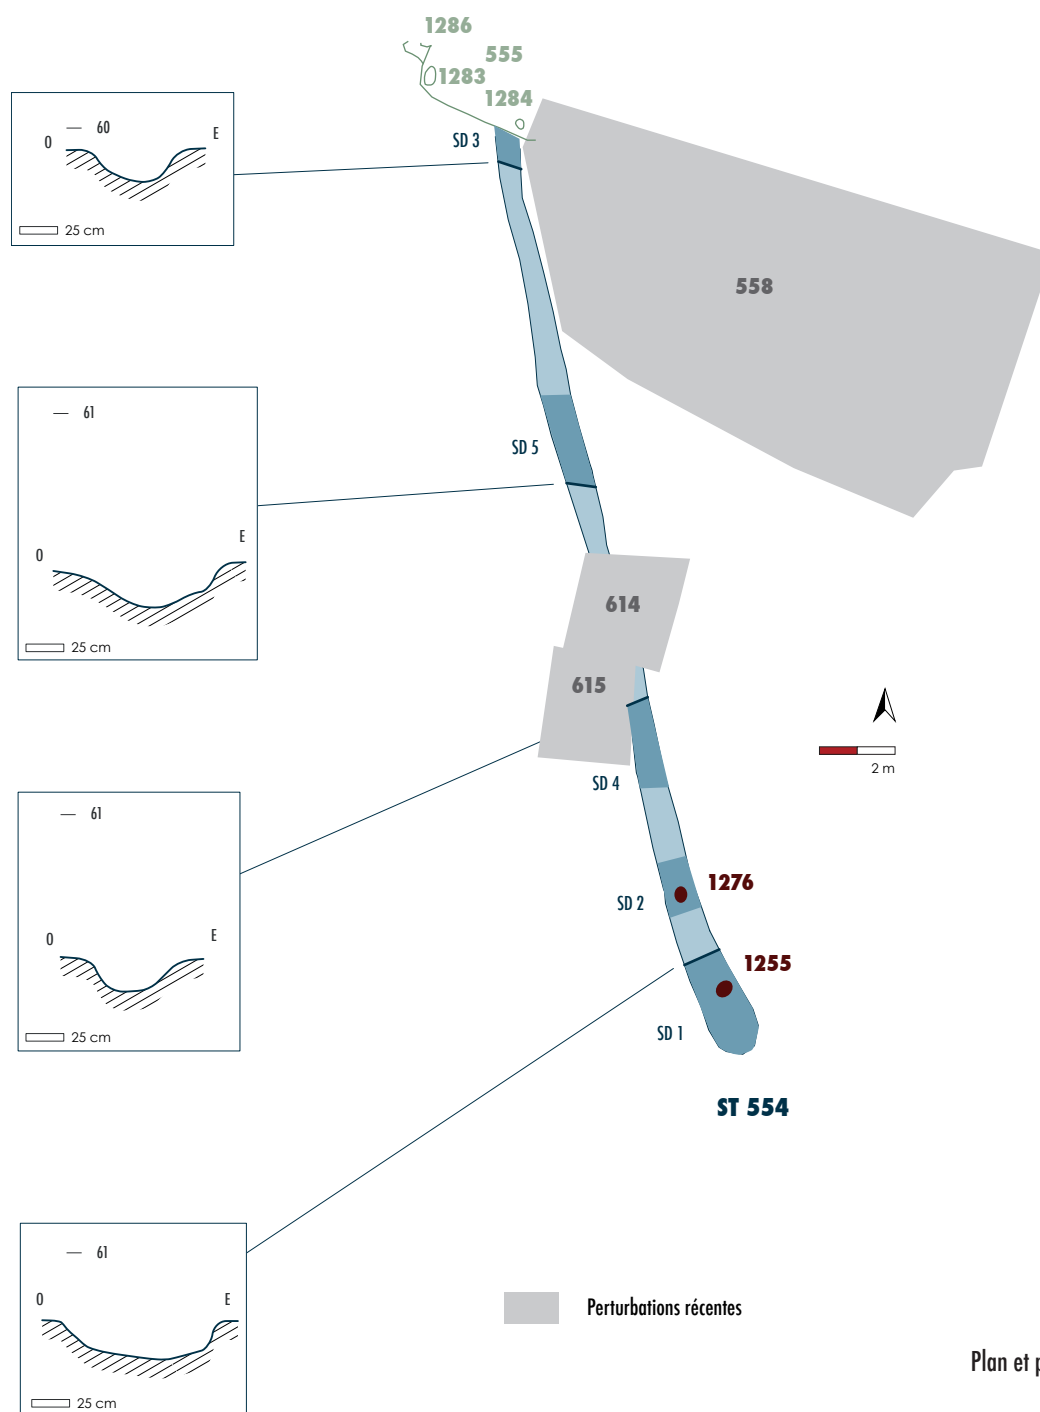 1286
555
1283
1284
60
O
E
SD 3
25 cm
558
61
SD 5
E
O
25 cm
614
615
2 m
SD 4
61
1276
SD 2
O
E
1255
25 cm
SD 1
ST 554
61
O
E
Perturbations récentes
Plan et p
25 cm